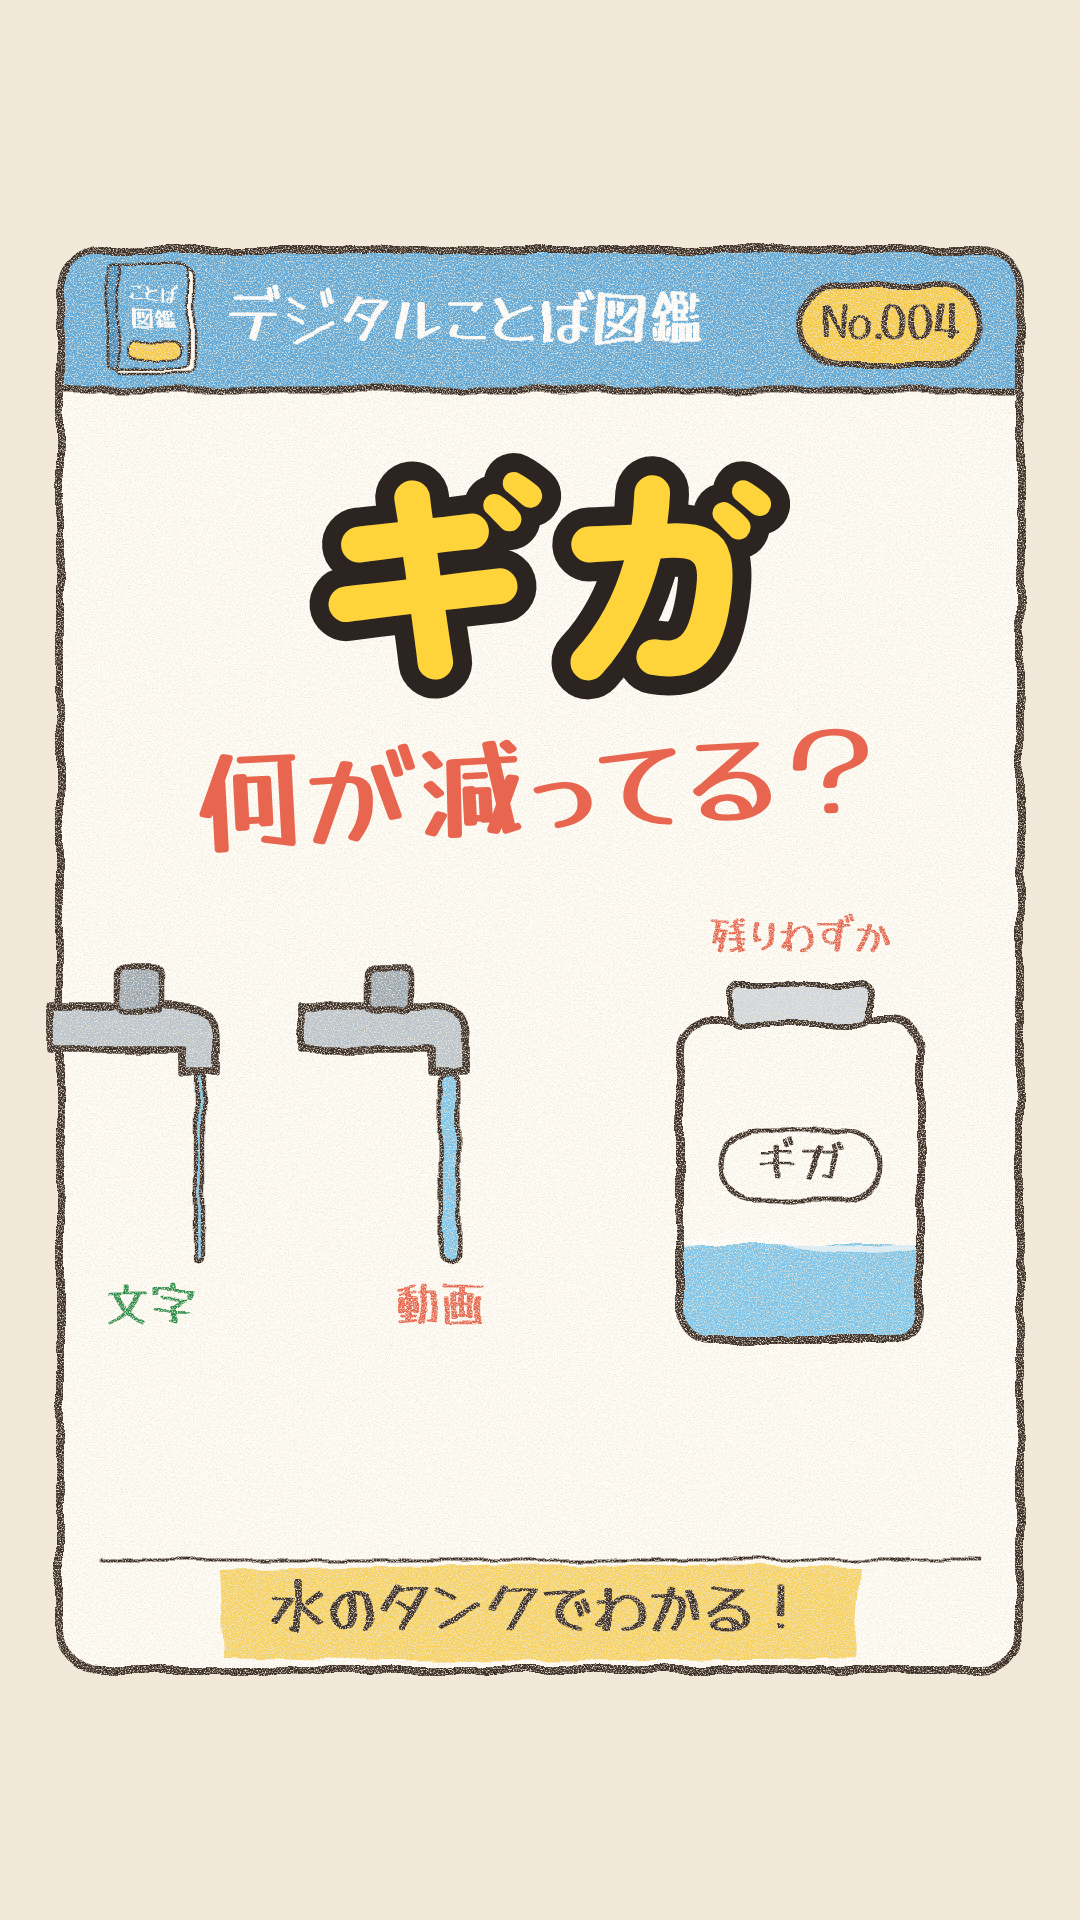 ことば
図鑑
デジタルことば図鑑
No.004
ギガ
何が減ってる？
残りわずか
ギガ
文字
動画
水のタンクでわかる！